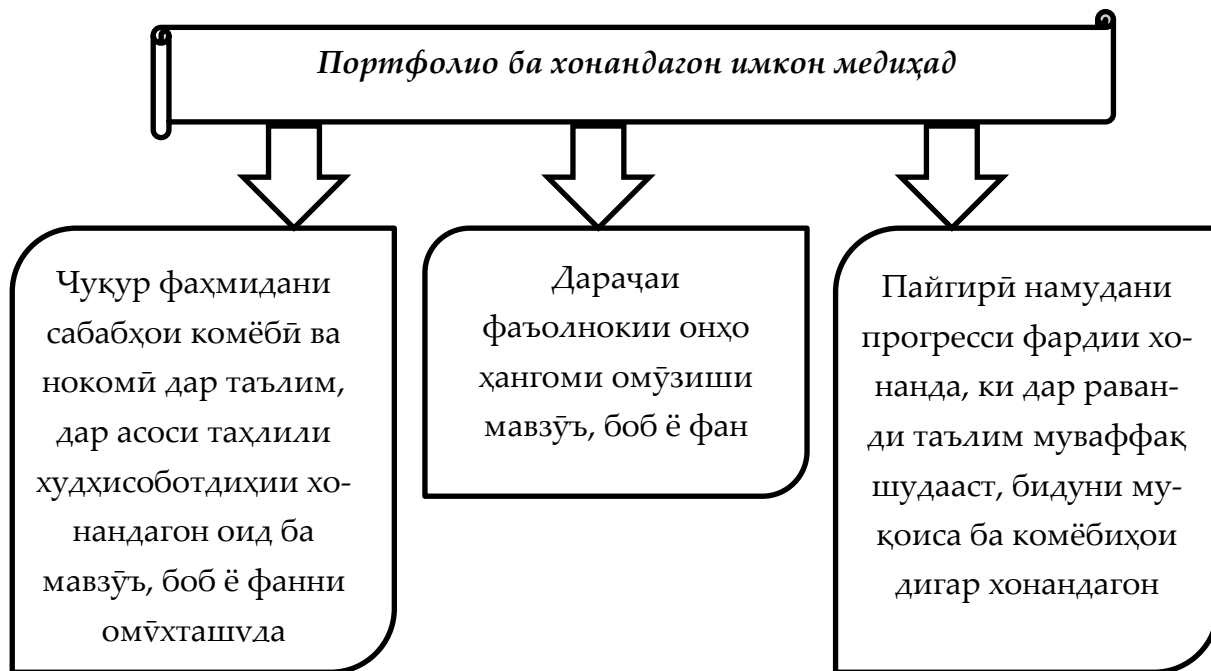 Портфолио ба хонандагон имкон медиҳад
Чуқур фаҳмидани
сабабҳои комёбӣ ва
нокомӣ дар таълим,
дар асоси таҳлили
худҳисоботдиҳии хо-
нандагон оид ба
мавзӯъ, боб ё фанни
омӯхташуда
Дараҷаи
фаъолнокии онҳо
ҳангоми омӯзиши
мавзӯъ, боб ё фан
Пайгирӣ намудани
прогресси фардии хо-
нанда, ки дар раван-
ди таълим муваффақ
шудааст, бидуни му-
қоиса ба комёбиҳои
дигар хонандагон